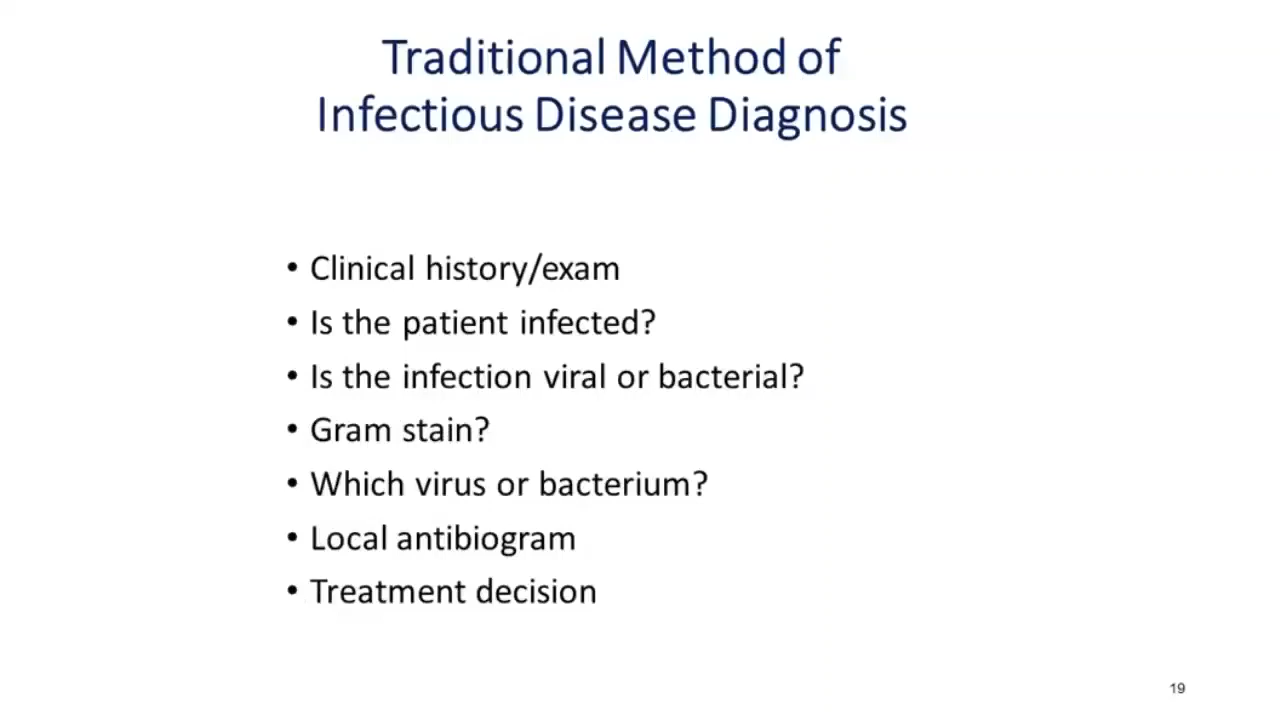 Traditional Method of
Infectious Disease Diagnosis
• Clinical history/exam
• Is the patient infected?
• Is the infection viral or bacterial?
• Gram stain?
• Which virus or bacterium?
• Local antibiogram
• Treatment decision
19